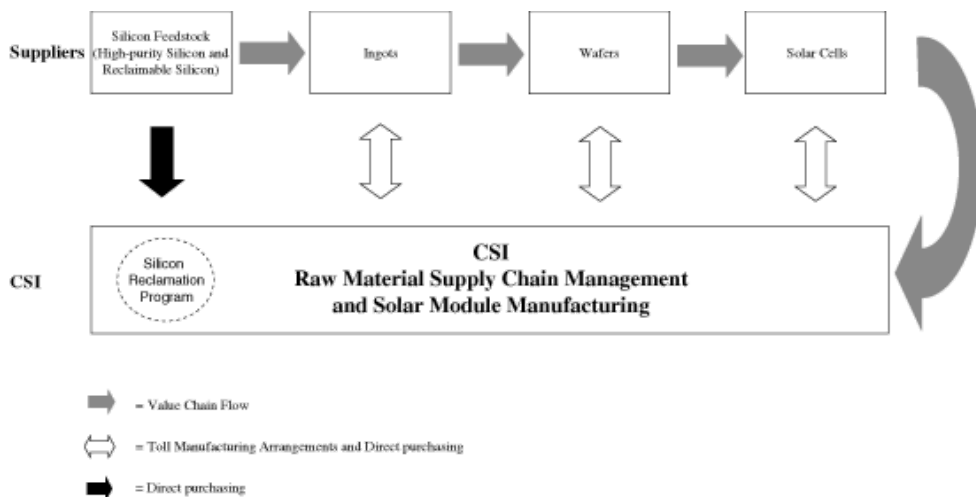 Suppliers
Silicon Feedstock
(High-purity Silicon and
Reclaimable Silicon)
Ingots
Wafers
Solar Cells
CSI
Silicon
Reclamation
Program
CSI
Raw Material Supply Chain Management
and Solar Module Manufacturing
= Value Chain Flow
= Toll Manufacturing Arrangements and Direct purchasing
= Direct purchasing